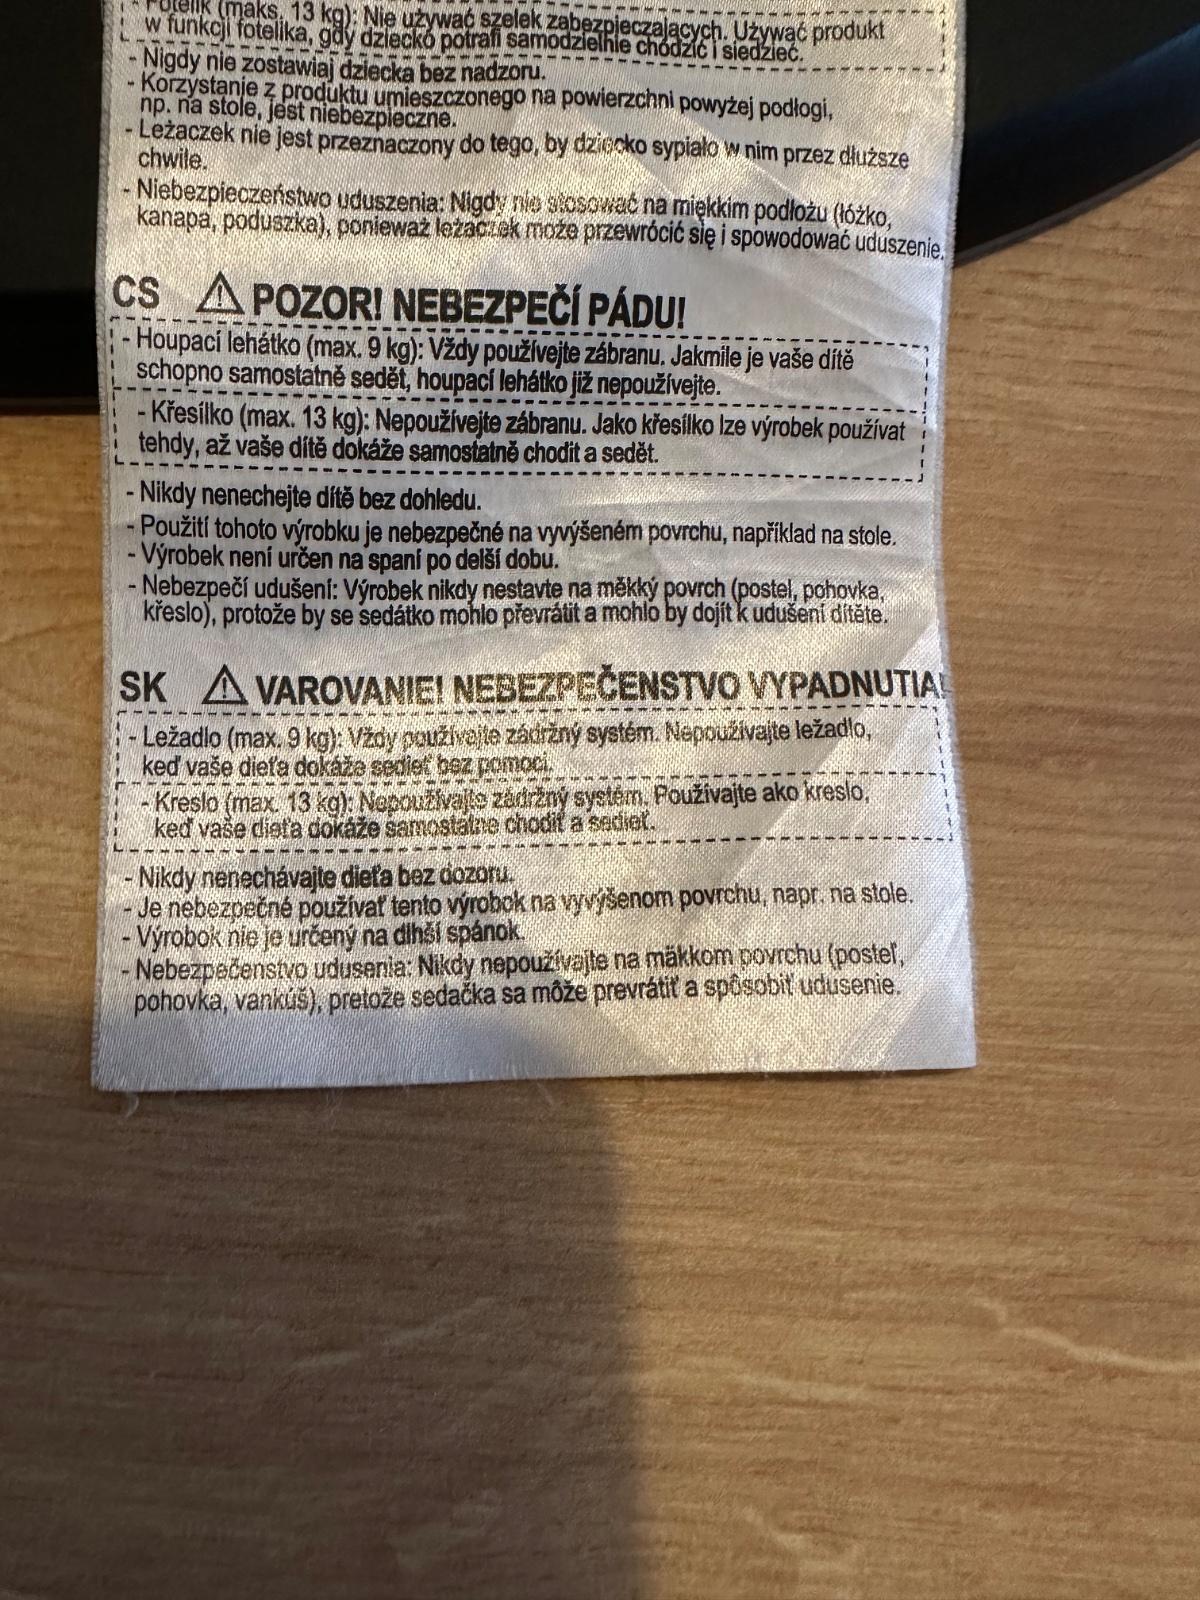 - Fotelik (maks. 13 kg): Nie używać szelek zabezpieczających. Używać produkt
w funkcji fotelika, gdy dziecko potrafi samodzielnie chodzić i siedzieć.
- Nigdy nie zostawiaj dziecka bez nadzoru.
- Korzystanie z produktu umieszczonego na powierzchni powyżej podłogi,
np. na stole, jest niebezpieczne.
- Leżaczek nie jest przeznaczony do tego, by dziecko sypiało w nim przez dłuższe
chwile.
- Niebezpieczeństwo uduszenia: Nigdy nie stosować na miękkim podłożu (łóżko,
kanapa, poduszka), ponieważ leżaczek może przewrócić się i spowodować uduszenie.
CS ⚠ POZOR! NEBEZPEČÍ PÁDU!
- Houpací lehátko (max. 9 kg): Vždy používejte zábranu. Jakmile je vaše dítě
schopno samostatně sedět, houpací lehátko již nepoužívejte.
- Křesílko (max. 13 kg): Nepoužívejte zábranu. Jako křesílko lze výrobek používat
tehdy, až vaše dítě dokáže samostatně chodit a sedět.
- Nikdy nenechejte dítě bez dohledu.
- Použití tohoto výrobku je nebezpečné na vyvýšeném povrchu, například na stole.
- Výrobek není určen na spaní po delší dobu.
- Nebezpečí udušení: Výrobek nikdy nestavte na měkký povrch (postel, pohovka,
křeslo), protože by se sedátko mohlo převrátit a mohlo by dojít k udušení dítěte.
SK ⚠ VAROVANIE! NEBEZPEČENSTVO VYPADNUTIA!
- Ležadlo (max. 9 kg): Vždy používajte zádržný systém. Nepoužívajte ležadlo,
keď vaše dieťa dokáže sedieť bez pomoci.
- Kreslo (max. 13 kg): Nepoužívajte zádržný systém. Používajte ako kreslo,
keď vaše dieťa dokáže samostatne chodiť a sedieť.
- Nikdy nenechávajte dieťa bez dozoru.
- Je nebezpečné používať tento výrobok na vyvýšenom povrchu, napr. na stole.
- Výrobok nie je určený na dlhší spánok.
- Nebezpečenstvo udusenia: Nikdy nepoužívajte na mäkkom povrchu (posteľ,
pohovka, vankúš), pretože sedačka sa môže prevrátiť a spôsobiť udusenie.